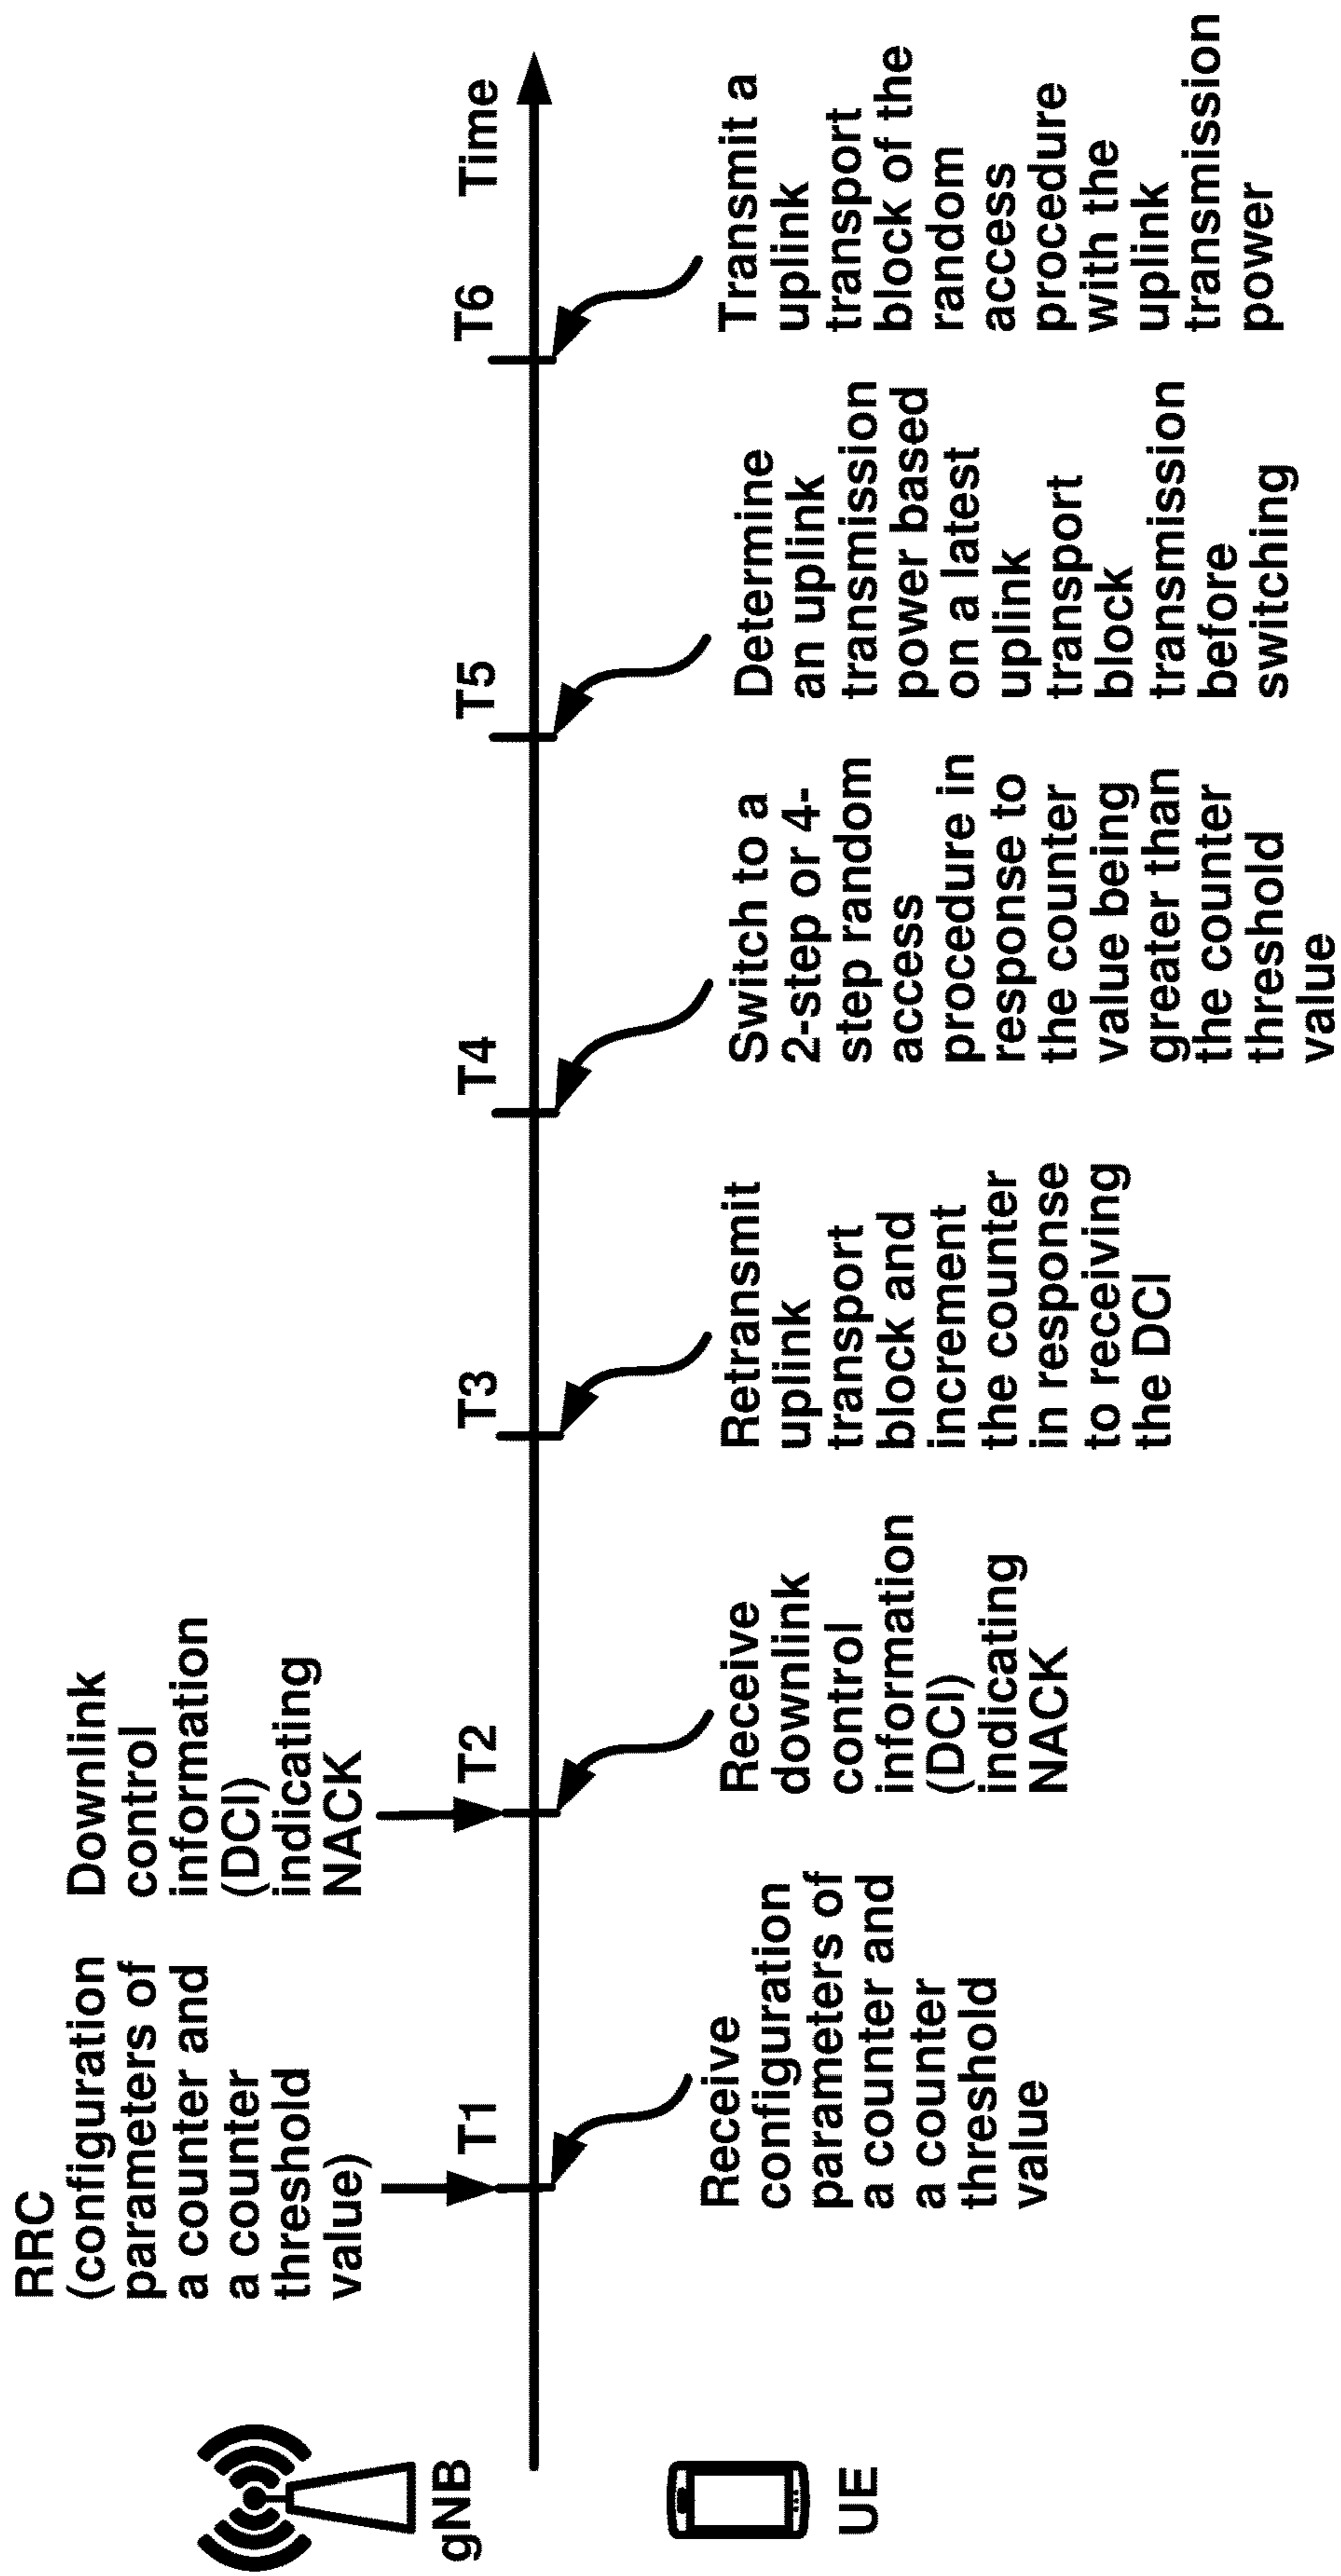 RRC
(configuration
parameters of
a counter and
a counter
threshold
value)
Downlink
control
information
(DCI)
indicating
NACK
gNB
T1
T2
T3
T4
T5
T6
Time
UE
Receive
configuration
parameters of
a counter and
a counter
threshold
value
Receive
downlink
control
information
(DCI)
indicating
NACK
Retransmit
uplink
transport
block and
increment
the counter
in response
to receiving
the DCI
Switch to a
2-step or 4-
step random
access
procedure in
response to
the counter
value being
greater than
the counter
threshold
value
Determine
an uplink
transmission
power based
on a latest
uplink
transport
block
transmission
before
switching
Transmit a
uplink
transport
block of the
random
access
procedure
with the
uplink
transmission
power